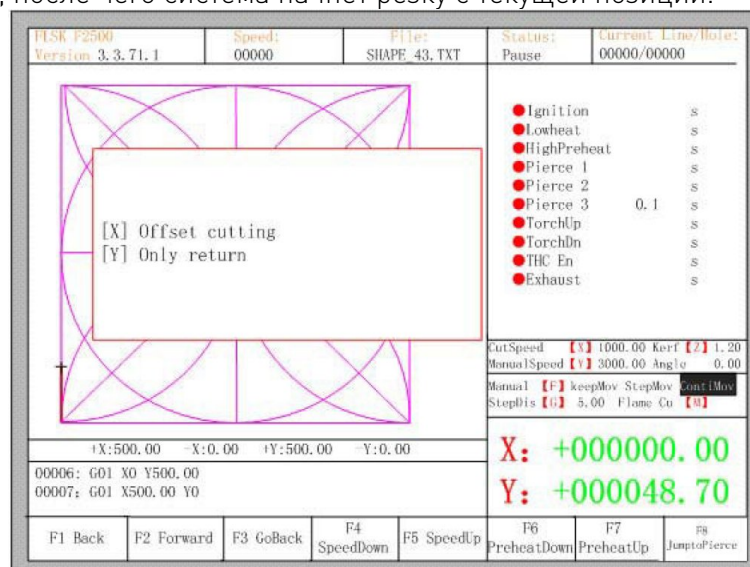 , после чего система начнет резку с текущей позиции.
FLSK F2500
Version 3.3.71.1
Speed:
00000
File:
SHAPE_43.TXT
Status:
Pause
Current Line/Hole:
00000/00000
[X] Offset cutting
[Y] Only return
Ignition s
Lowheat s
HighPreheat s
Pierce 1 s
Pierce 2 s
Pierce 3 0.1 s
TorchUp s
TorchDn s
THC En s
Exhaust s
CutSpeed 【X】 1000.00 Kerf 【Z】 1.20
ManualSpeed 【Y】 3000.00 Angle 0.00
Manual 【F】 keepMov StepMov ContiMov
StepDis 【G】 5.00 Flame Cu 【M】
+X:500.00 -X:0.00 +Y:500.00 -Y:0.00
00006: G01 X0 Y500.00
00007: G01 X500.00 Y0
X: +000000.00
Y: +000048.70
F1 Back
F2 Forward
F3 GoBack
F4
SpeedDown
F5 SpeedUp
F6
PreheatDown
F7
PreheatUp
F8
JumptoPierce